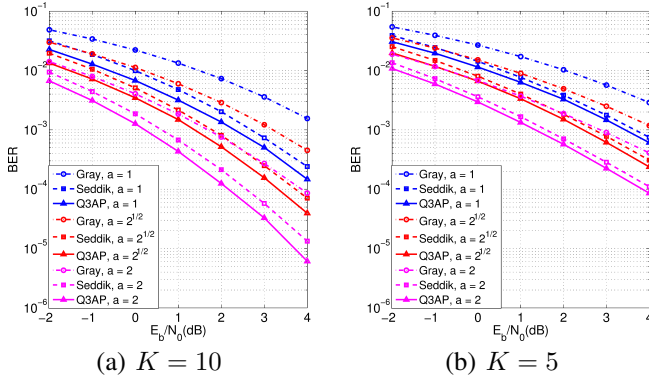 10^-1
10^-2
10^-3
10^-4
10^-5
10^-6
BER
Gray, a = 1
Seddik, a = 1
Q3AP, a = 1
Gray, a = 2^1/2
Seddik, a = 2^1/2
Q3AP, a = 2^1/2
Gray, a = 2
Seddik, a = 2
Q3AP, a = 2
-2 -1 0 1 2 3 4
E_b/N_0(dB)
(a) K = 10
10^-1
10^-2
10^-3
10^-4
10^-5
10^-6
BER
Gray, a = 1
Seddik, a = 1
Q3AP, a = 1
Gray, a = 2^1/2
Seddik, a = 2^1/2
Q3AP, a = 2^1/2
Gray, a = 2
Seddik, a = 2
Q3AP, a = 2
-2 -1 0 1 2 3 4
E_b/N_0(dB)
(b) K = 5